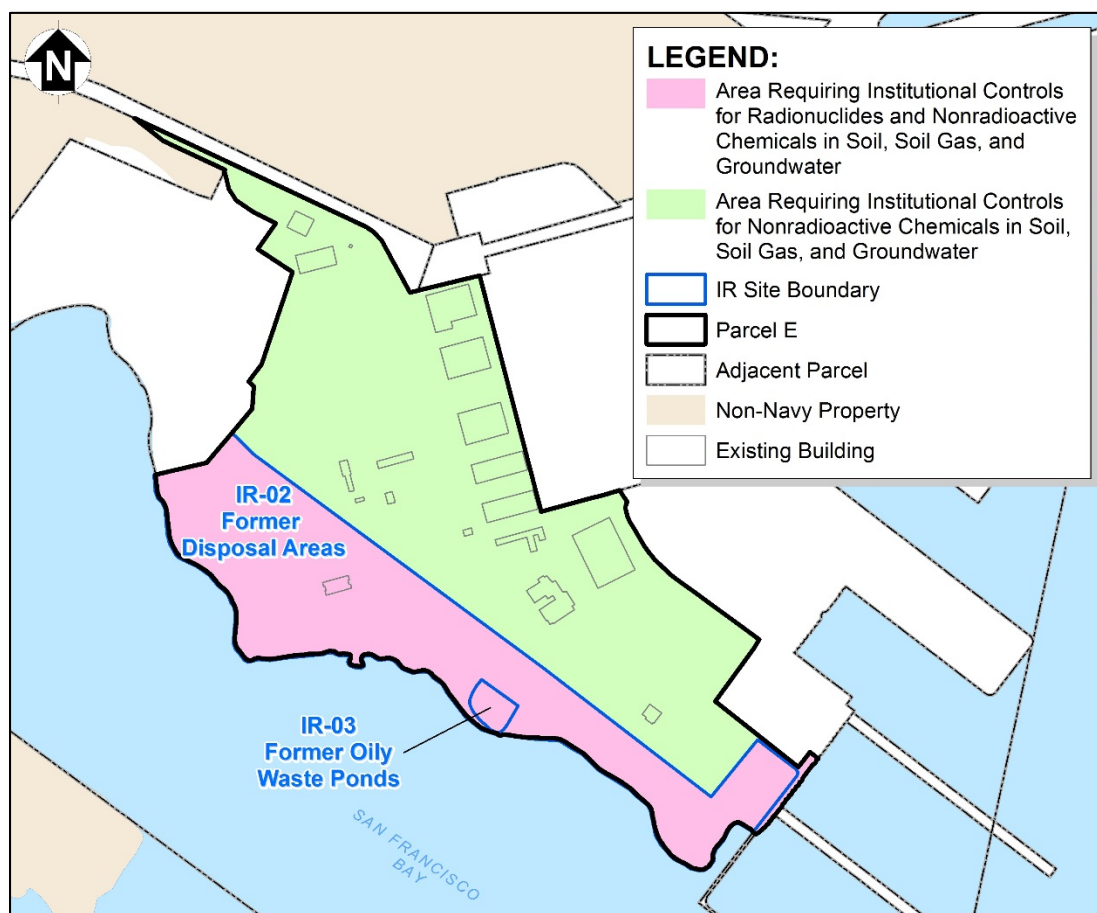 N
LEGEND:
Area Requiring Institutional Controls
for Radionuclides and Nonradioactive
Chemicals in Soil, Soil Gas, and
Groundwater
Area Requiring Institutional Controls
for Nonradioactive Chemicals in Soil,
Soil Gas, and Groundwater
IR Site Boundary
Parcel E
Adjacent Parcel
Non-Navy Property
Existing Building
IR-02
Former
Disposal Areas
IR-03
Former Oily
Waste Ponds
SAN FRANCISCO
BAY